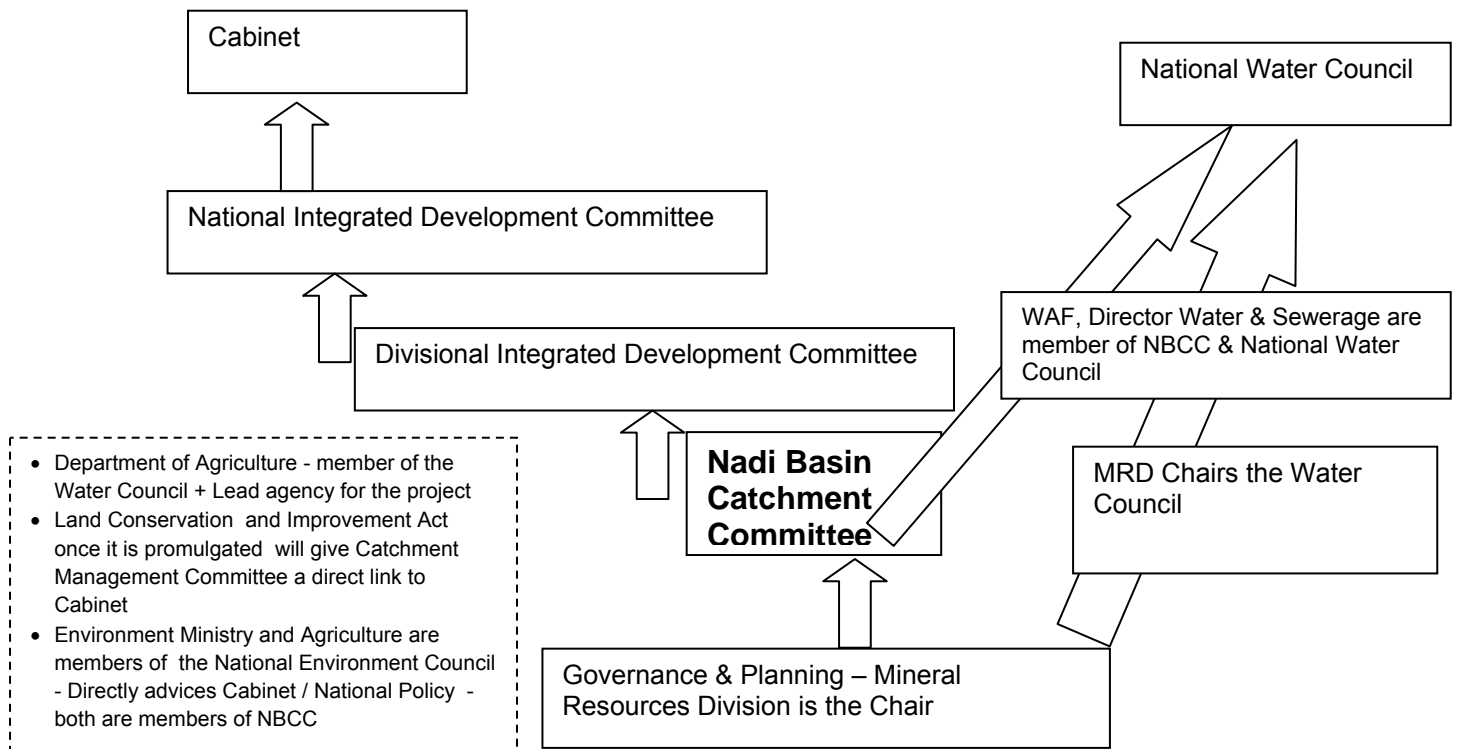 Cabinet
National Water Council
National Integrated Development Committee
WAF, Director Water & Sewerage are
member of NBCC & National Water
Council
Divisional Integrated Development Committee
• Department of Agriculture - member of the
Water Council + Lead agency for the project
• Land Conservation and Improvement Act
once it is promulgated will give Catchment
Management Committee a direct link to
Cabinet
• Environment Ministry and Agriculture are
members of the National Environment Council
- Directly advices Cabinet / National Policy -
both are members of NBCC
Nadi Basin
Catchment
Committee
MRD Chairs the Water
Council
Governance & Planning – Mineral
Resources Division is the Chair